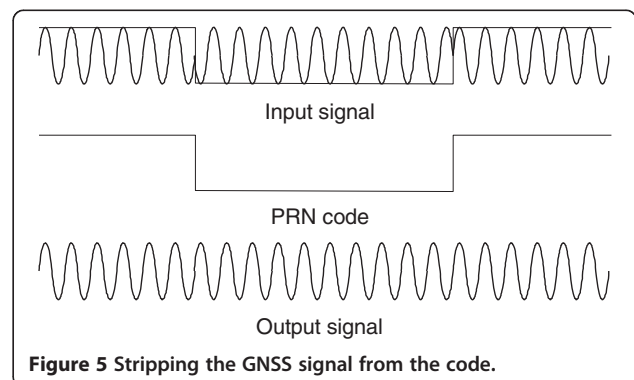 Input signal
PRN code
Output signal
Figure 5 Stripping the GNSS signal from the code.